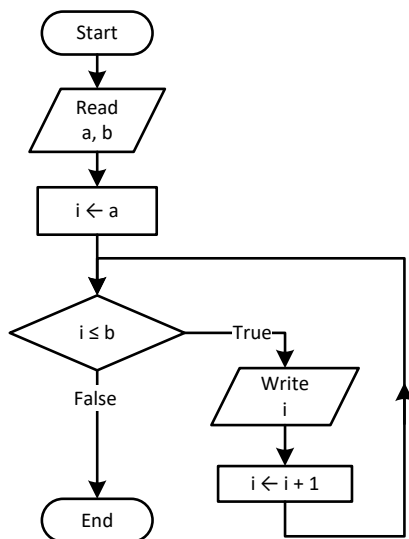 Start
Read
a, b
i ← a
i ≤ b
True
False
Write
i
i ← i + 1
End